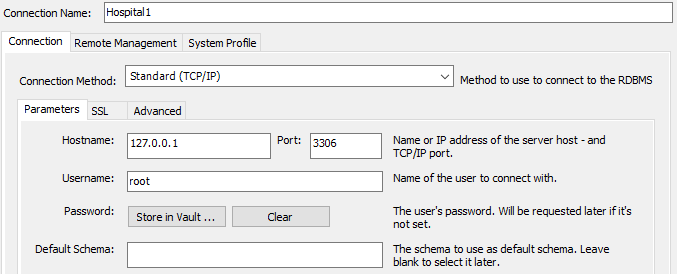 Connection Name: Hospital1
Connection Remote Management System Profile
Connection Method: Standard (TCP/IP) Method to use to connect to the RDBMS
Parameters SSL Advanced
Hostname: 127.0.0.1 Port: 3306 Name or IP address of the server host - and
TCP/IP port.
Username: root Name of the user to connect with.
Password: Store in Vault ... Clear The user's password. Will be requested later if it's
not set.
Default Schema: The schema to use as default schema. Leave
blank to select it later.